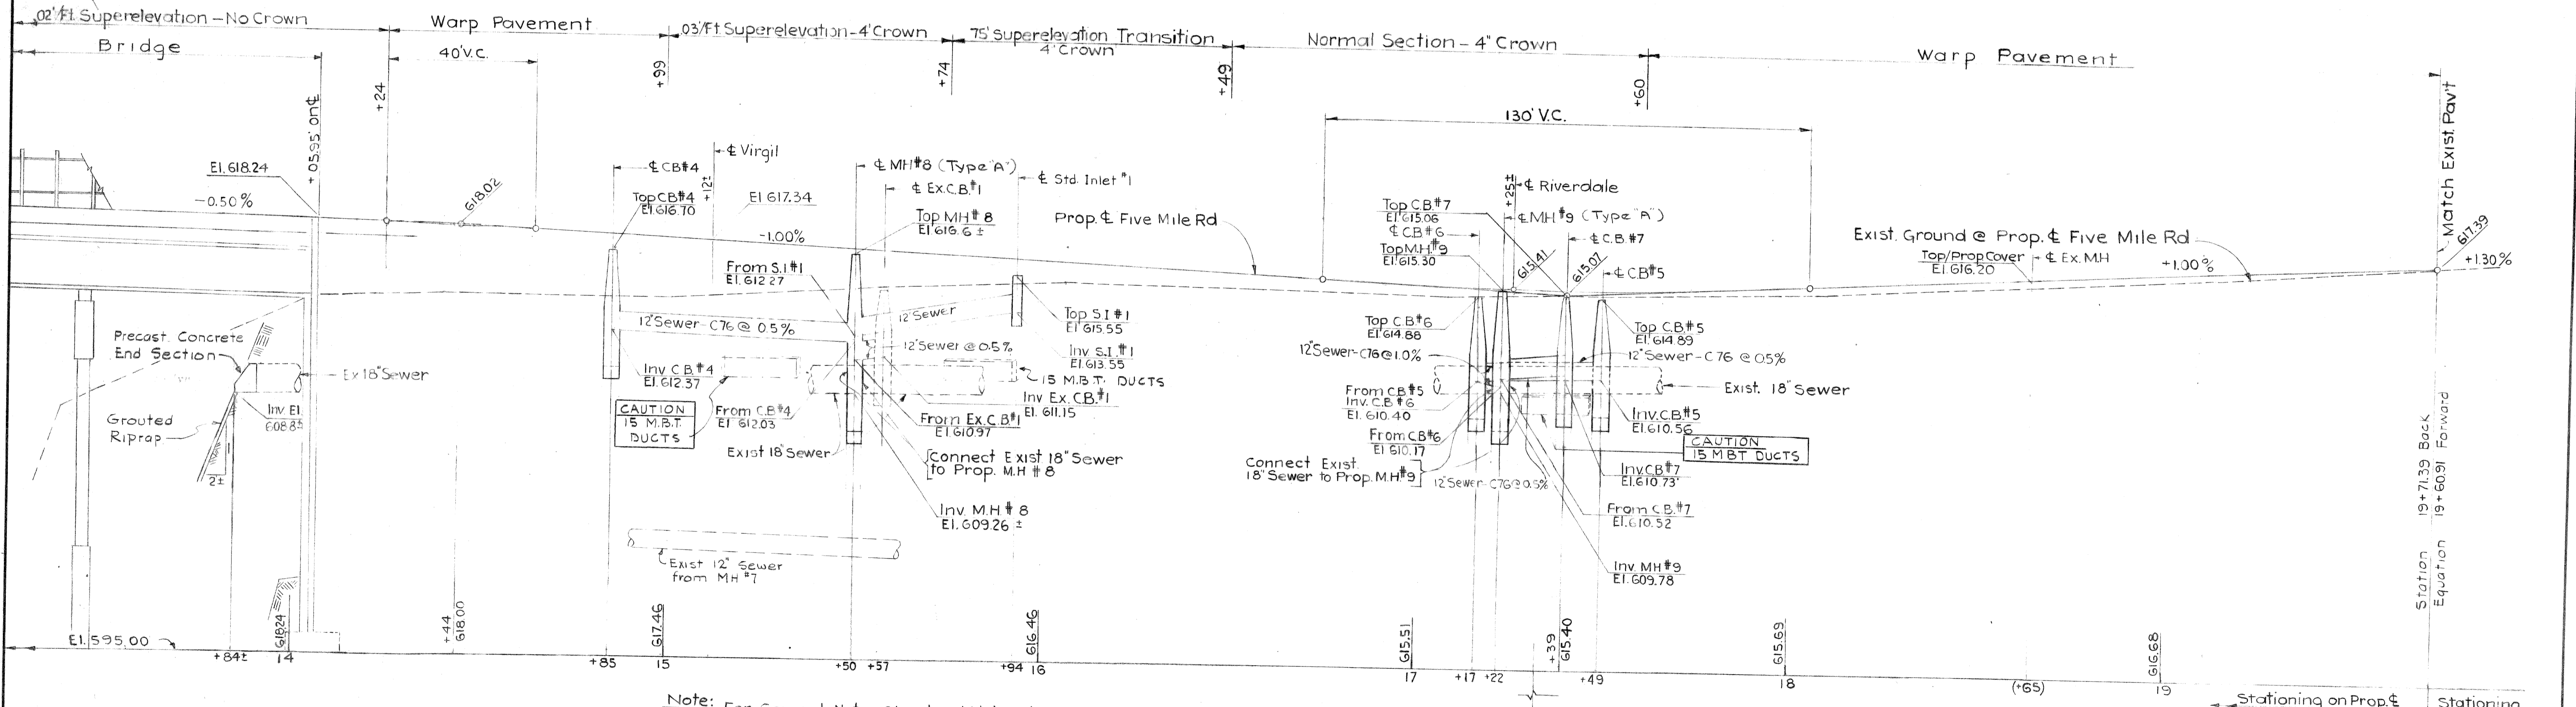 .02'/Ft. Superelevation - No Crown
Warp Pavement
.03'/Ft Superelevation - 4' Crown
75' Superelevation Transition
4' Crown
Normal Section - 4" Crown
Warp Pavement
Bridge
40' V.C.
+05.95' on ℄
+24
+99
+74
+49
+60
130' V.C.
Match Exist. Pav't
El. 618.24
-0.50%
618.02
℄ CB#4
Top CB#4
El. 616.70
+12±
℄ Virgil
El 617.34
-1.00%
℄ MH#8 (Type "A")
℄ Ex. C.B.#1
℄ Std. Inlet #1
Top MH#8
El 616.6 ±
Prop. ℄ Five Mile Rd
From S.I #1
El. 612.27
12" Sewer - C76 @ 0.5%
12" Sewer
12" Sewer @ 0.5%
Top S.I #1
El 615.55
Inv. S.I. #1
El. 613.55
15 M.B.T. DUCTS
Inv Ex. C.B.#1
El. 611.15
Inv C.B.#4
El. 612.37
CAUTION
15 M.B.T.
DUCTS
From CB#4
El 612.03
From Ex. C.B.#1
El. 610.97
Exist 18" Sewer
Connect Exist 18" Sewer
to Prop. M.H # 8
Inv. M.H. # 8
El. 609.26 ±
Exist 12" Sewer
from MH #7
Precast. Concrete
End Section
Ex 18" Sewer
Inv El.
608.8±
Grouted
Riprap
2±
Top C.B.#7
El. 615.06
℄ CB#6
Top M.H.#9
El. 615.30
+25±
℄ Riverdale
℄ MH #9 (Type "A")
℄ C.B. #7
615.41
615.07
℄ CB#5
Exist. Ground @ Prop. ℄ Five Mile Rd
Top/Prop Cover
El. 616.20
℄ Ex. M.H
+1.00%
617.39
+1.30%
Top CB#6
El. 614.88
12" Sewer-C76 @ 1.0%
Top C.B.#5
El. 614.89
12" Sewer-C76 @ 0.5%
From CB#5
Inv. C.B.#6
El. 610.40
Exist. 18" Sewer
Inv. C.B.#5
El. 610.56
From CB#6
El 610.17
CAUTION
15 MBT DUCTS
Connect Exist.
18" Sewer to Prop. M.H.#9
12" Sewer-C76 @ 0.5%
Inv. CB#7
El. 610.73
From C.B.#7
El. 610.52
Inv. MH#9
El. 609.78
Station 19+71.39 Back
Equation 19+60.91 Forward
El. 595.00
+84±
618.24
14
+44
618.00
+85
617.46
15
+50 +57
+94
616.46
16
615.51
17
+17 +22
+39
615.40
+49
615.69
18
(+65)
616.68
19
Stationing on Prop. ℄
Stationing
Note: